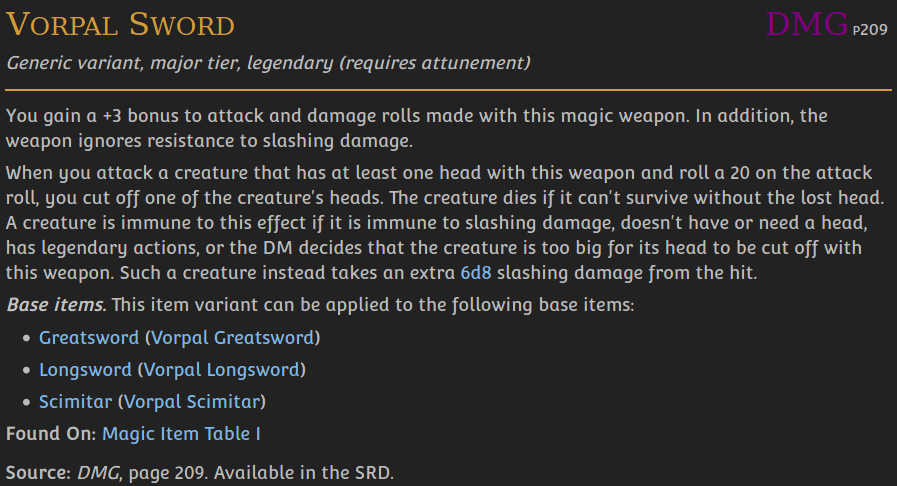 Vorpal Sword
DMG P209
Generic variant, major tier, legendary (requires attunement)
You gain a +3 bonus to attack and damage rolls made with this magic weapon. In addition, the
weapon ignores resistance to slashing damage.
When you attack a creature that has at least one head with this weapon and roll a 20 on the attack
roll, you cut off one of the creature's heads. The creature dies if it can't survive without the lost head.
A creature is immune to this effect if it is immune to slashing damage, doesn't have or need a head,
has legendary actions, or the DM decides that the creature is too big for its head to be cut off with
this weapon. Such a creature instead takes an extra 6d8 slashing damage from the hit.
Base items. This item variant can be applied to the following base items:
• Greatsword (Vorpal Greatsword)
• Longsword (Vorpal Longsword)
• Scimitar (Vorpal Scimitar)
Found On: Magic Item Table I
Source: DMG, page 209. Available in the SRD.